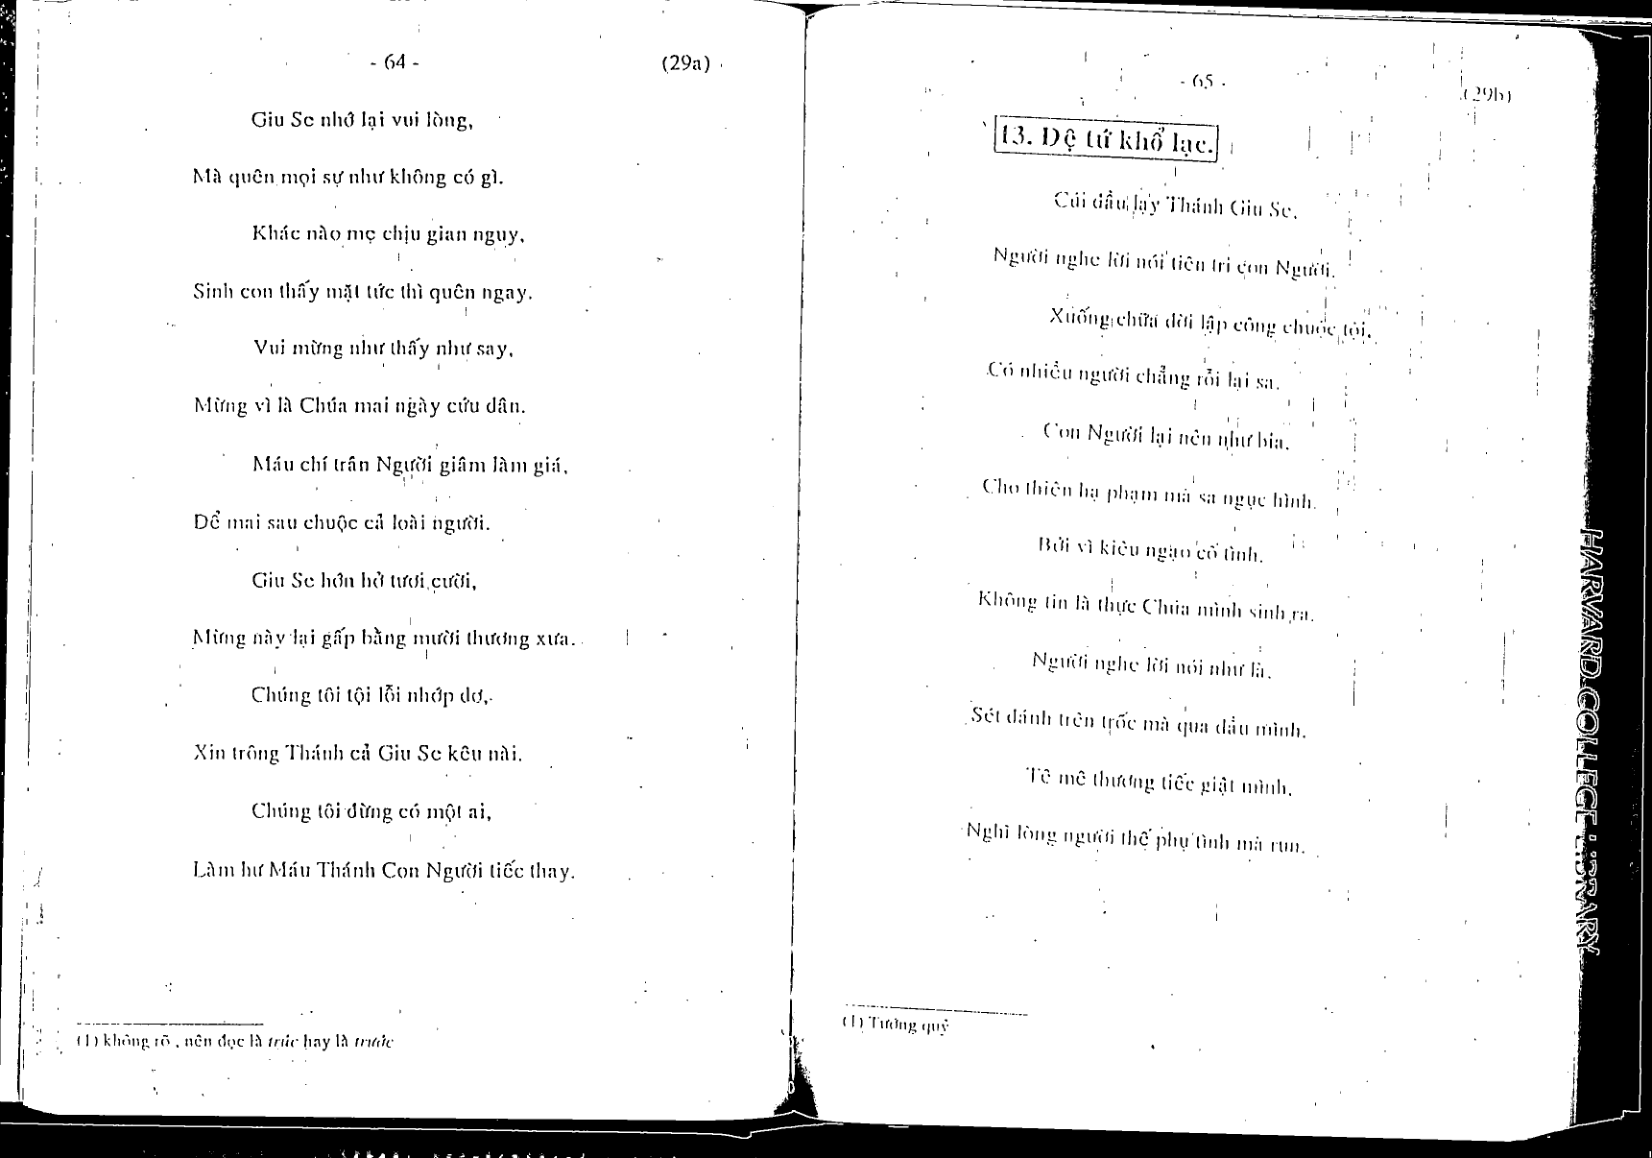 - 64 -
(29a)
Giu Se nhớ lại vui lòng,
Mà quên mọi sự như không có gì.
Khác nào mẹ chịu gian nguy,
Sinh con thấy mặt tức thì quên ngay.
Vui mừng như thấy như say,
Mừng vì là Chúa mai ngày cứu dân.
Máu chí trân Người giâm làm giá,
Để mai sau chuộc cả loài người.
Giu Se hớn hở tươi cười,
Mừng này lại gấp bằng mười thương xưa.
Chúng tôi tội lỗi nhớp dơ,
Xin trông Thánh cả Giu Se kêu nài.
Chúng tôi đừng có một ai,
Làm hư Máu Thánh Con Người tiếc thay.
(1) không rõ , nên đọc là trúc hay là trước
- 65 -
(29b)
13. Đệ tứ khổ lạc.
Cúi đầu lạy Thánh Giu Se,
Người nghe lời nói tiên tri con Người.
Xuống chữa đời lập công chuộc tội,
Có nhiều người chẳng rỗi lại sa.
Con Người lại nên như bia,
Cho thiên hạ phạm mà sa ngục hình.
Bởi vì kiêu ngạo cố tình,
Không tin là thực Chúa mình sinh ra.
Người nghe lời nói như là,
Sét đánh trên trốc mà qua đầu mình.
Tê mê thương tiếc giật mình,
Nghĩ lòng người thế phụ tình mà run.
(1) Tướng quỷ
HARVARD COLLEGE LIBRARY